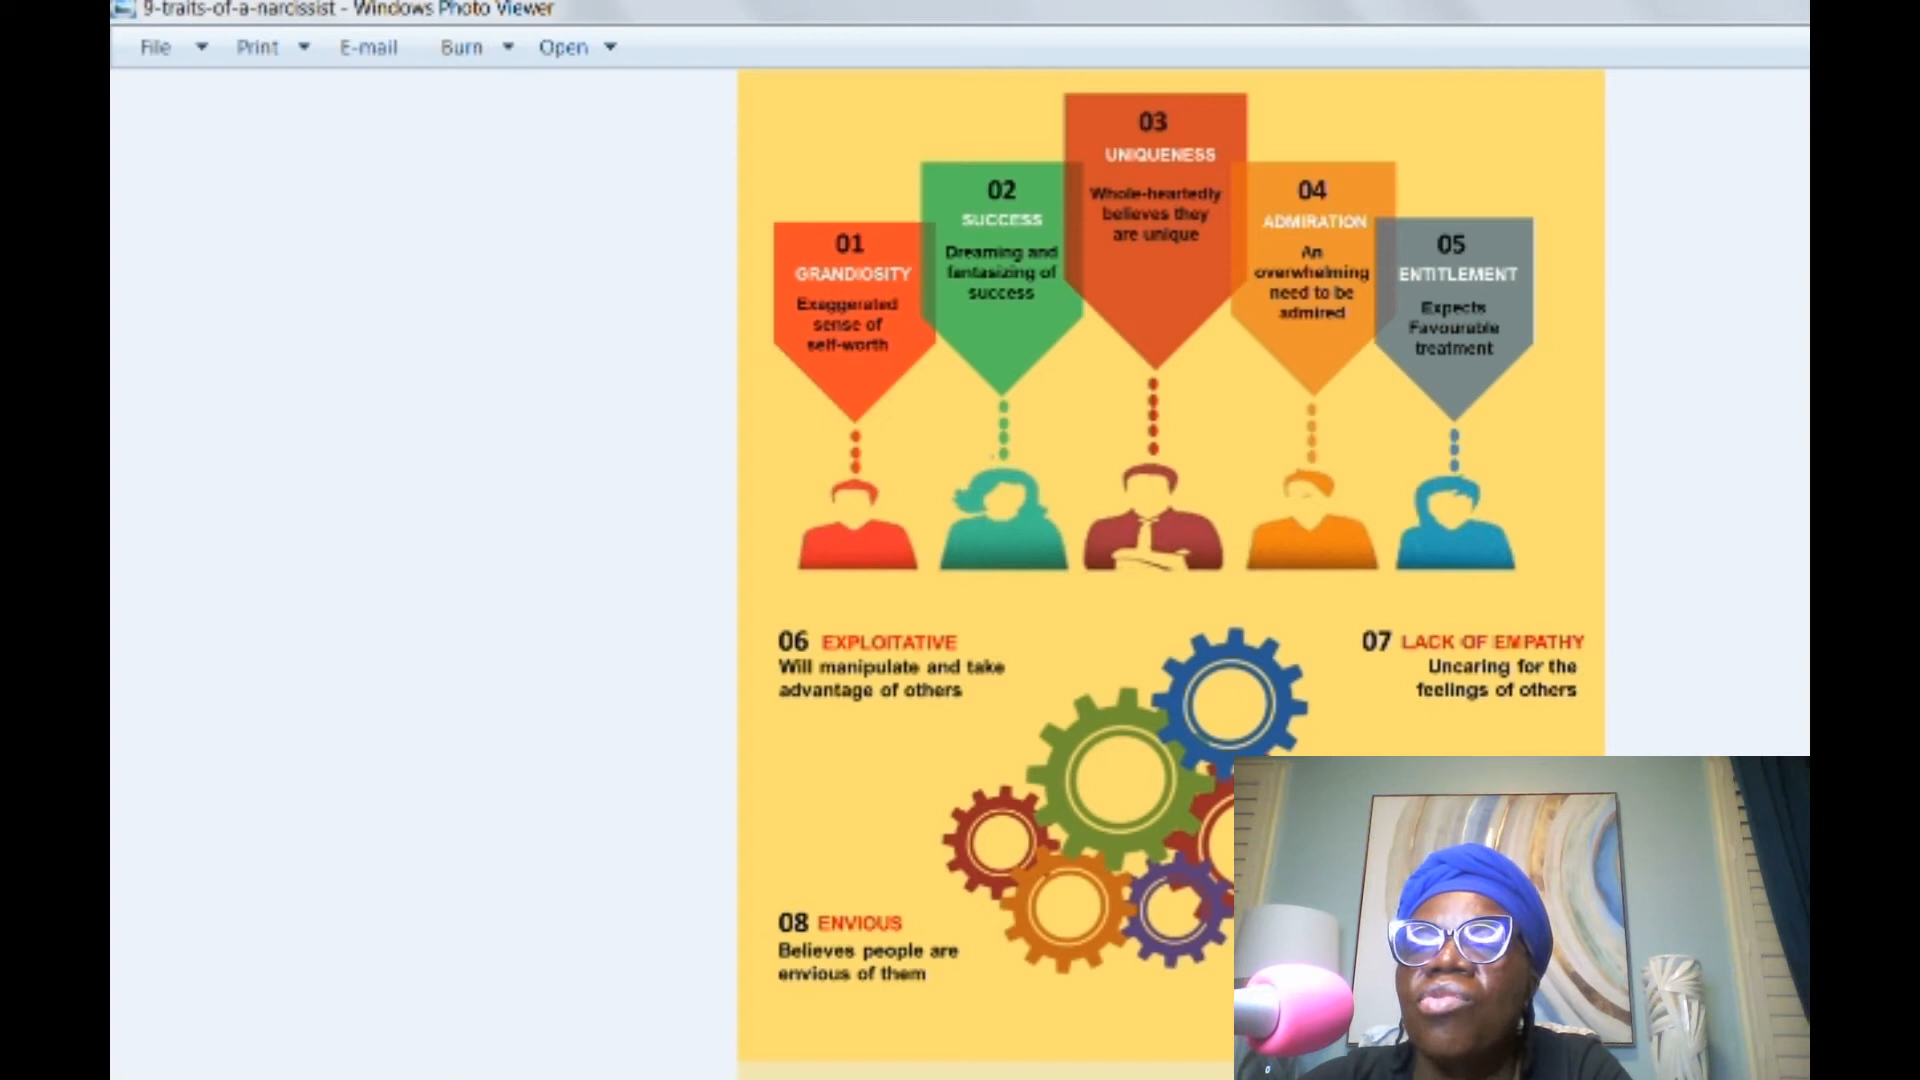 9-traits-of-a-narcissist - Windows Photo Viewer
File Print E-mail Burn Open
01
GRANDIOSITY
Exaggerated
sense of
self-worth
02
SUCCESS
Dreaming and
fantasizing of
success
03
UNIQUENESS
Whole-heartedly
believes they
are unique
04
ADMIRATION
An
overwhelming
need to be
admired
05
ENTITLEMENT
Expects
Favourable
treatment
06 EXPLOITATIVE
Will manipulate and take
advantage of others
07 LACK OF EMPATHY
Uncaring for the
feelings of others
08 ENVIOUS
Believes people are
envious of them